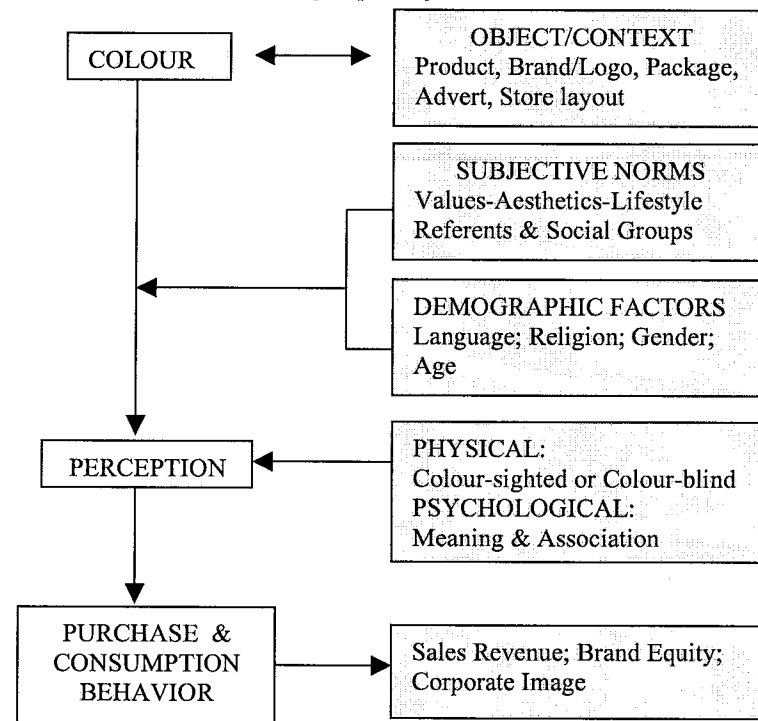 COLOUR
OBJECT/CONTEXT
Product, Brand/Logo, Package,
Advert, Store layout
SUBJECTIVE NORMS
Values-Aesthetics-Lifestyle
Referents & Social Groups
DEMOGRAPHIC FACTORS
Language; Religion; Gender;
Age
PERCEPTION
PHYSICAL:
Colour-sighted or Colour-blind
PSYCHOLOGICAL:
Meaning & Association
PURCHASE &
CONSUMPTION
BEHAVIOR
Sales Revenue; Brand Equity;
Corporate Image